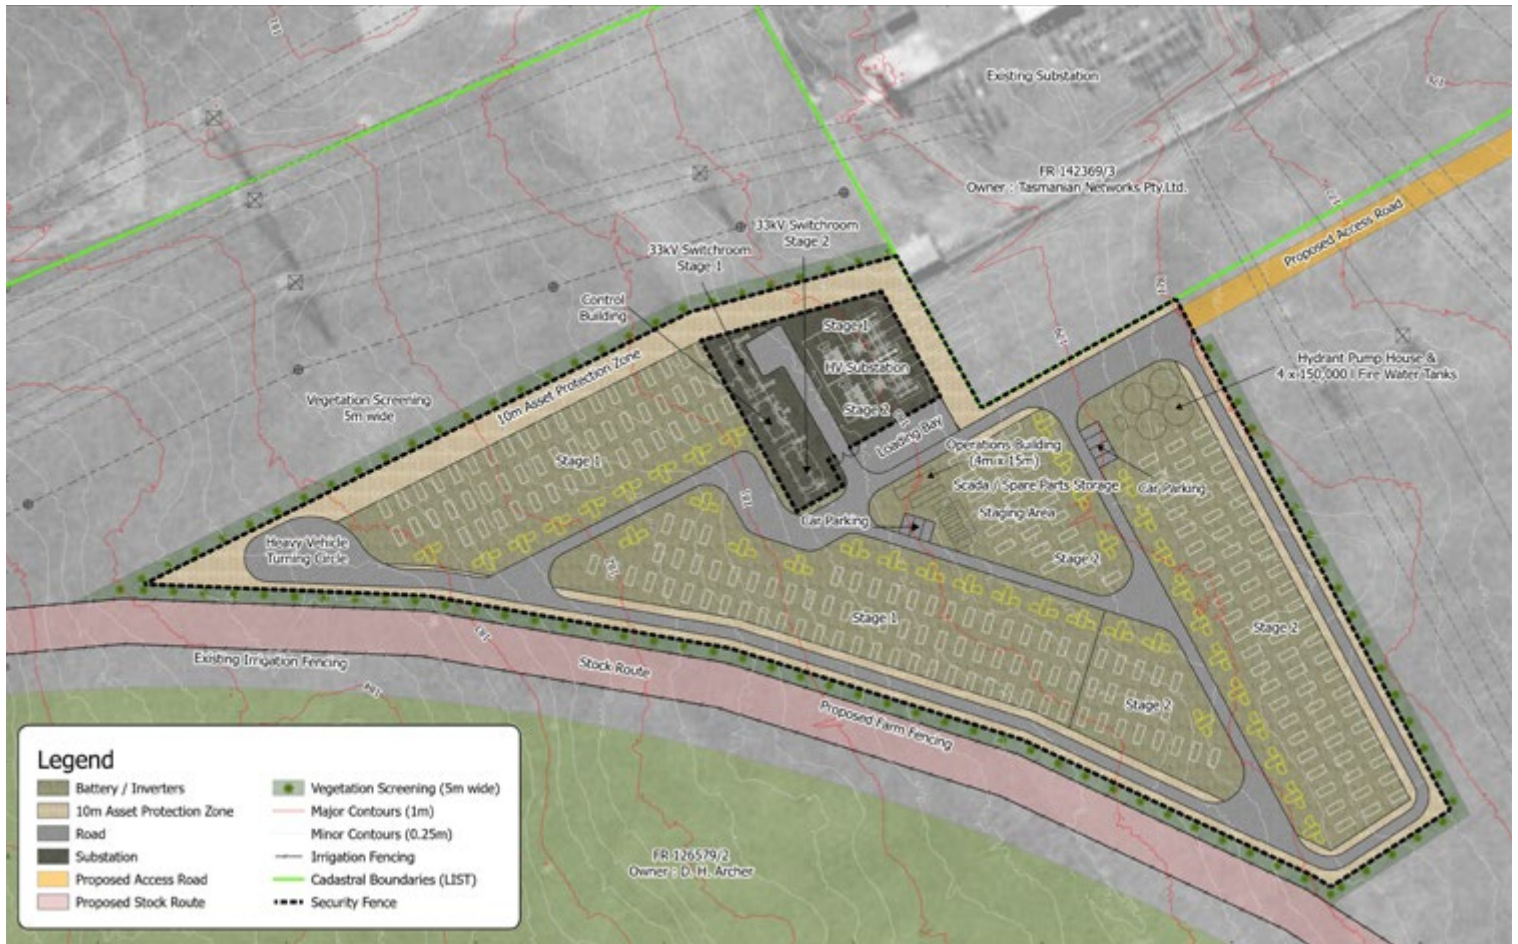 Existing Substation
FR 142369/3
Owner : Tasmanian Networks Pty.Ltd.
Proposed Access Road
33kV Switchroom
Stage 2
33kV Switchroom
Stage 1
Control
Building
Stage 1
HV Substation
Stage 2
Loading Bay
Hydrant Pump House &
4 x 150,000 l Fire Water Tanks
10m Asset Protection Zone
Vegetation Screening
5m wide
Stage 1
Operations Building
(4m x 15m)
Scada / Spare Parts Storage
Car Parking
Staging Area
Car Parking
Stage 2
Heavy Vehicle
Turning Circle
Stage 1
Stage 2
Stage 2
Existing Irrigation Fencing
Stock Route
Proposed Farm Fencing
FR 126579/2
Owner : D. H. Archer
Legend
Battery / Inverters
10m Asset Protection Zone
Road
Substation
Proposed Access Road
Proposed Stock Route
Vegetation Screening (5m wide)
Major Contours (1m)
Minor Contours (0.25m)
Irrigation Fencing
Cadastral Boundaries (LIST)
Security Fence